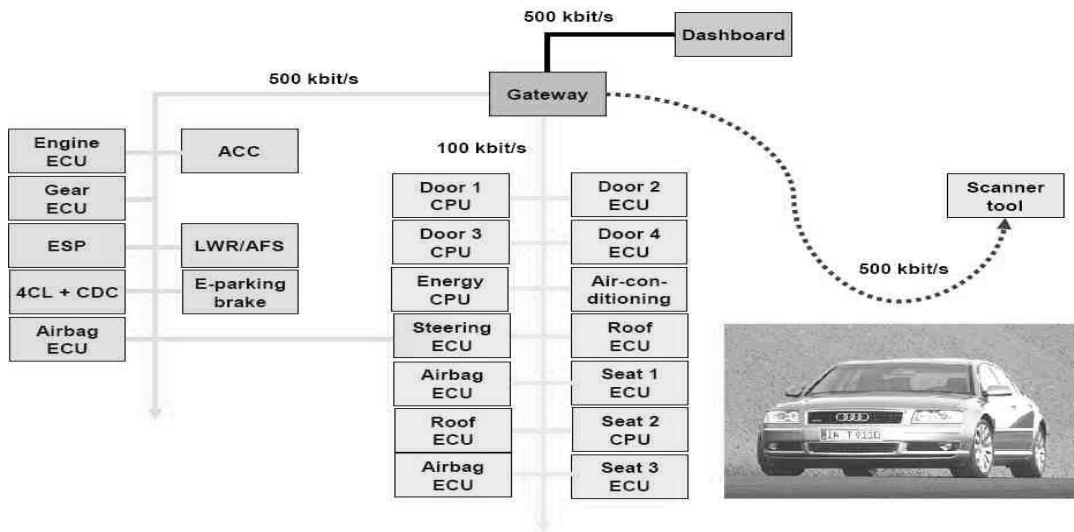 500 kbit/s
Dashboard
500 kbit/s
Gateway
100 kbit/s
Engine
ECU
ACC
Gear
ECU
ESP
LWR/AFS
4CL + CDC
E-parking
brake
Airbag
ECU
Door 1
CPU
Door 2
ECU
Door 3
CPU
Door 4
ECU
Energy
CPU
Air-con-
ditioning
Steering
ECU
Roof
ECU
Airbag
ECU
Seat 1
ECU
Roof
ECU
Seat 2
CPU
Airbag
ECU
Seat 3
ECU
Scanner
tool
500 kbit/s